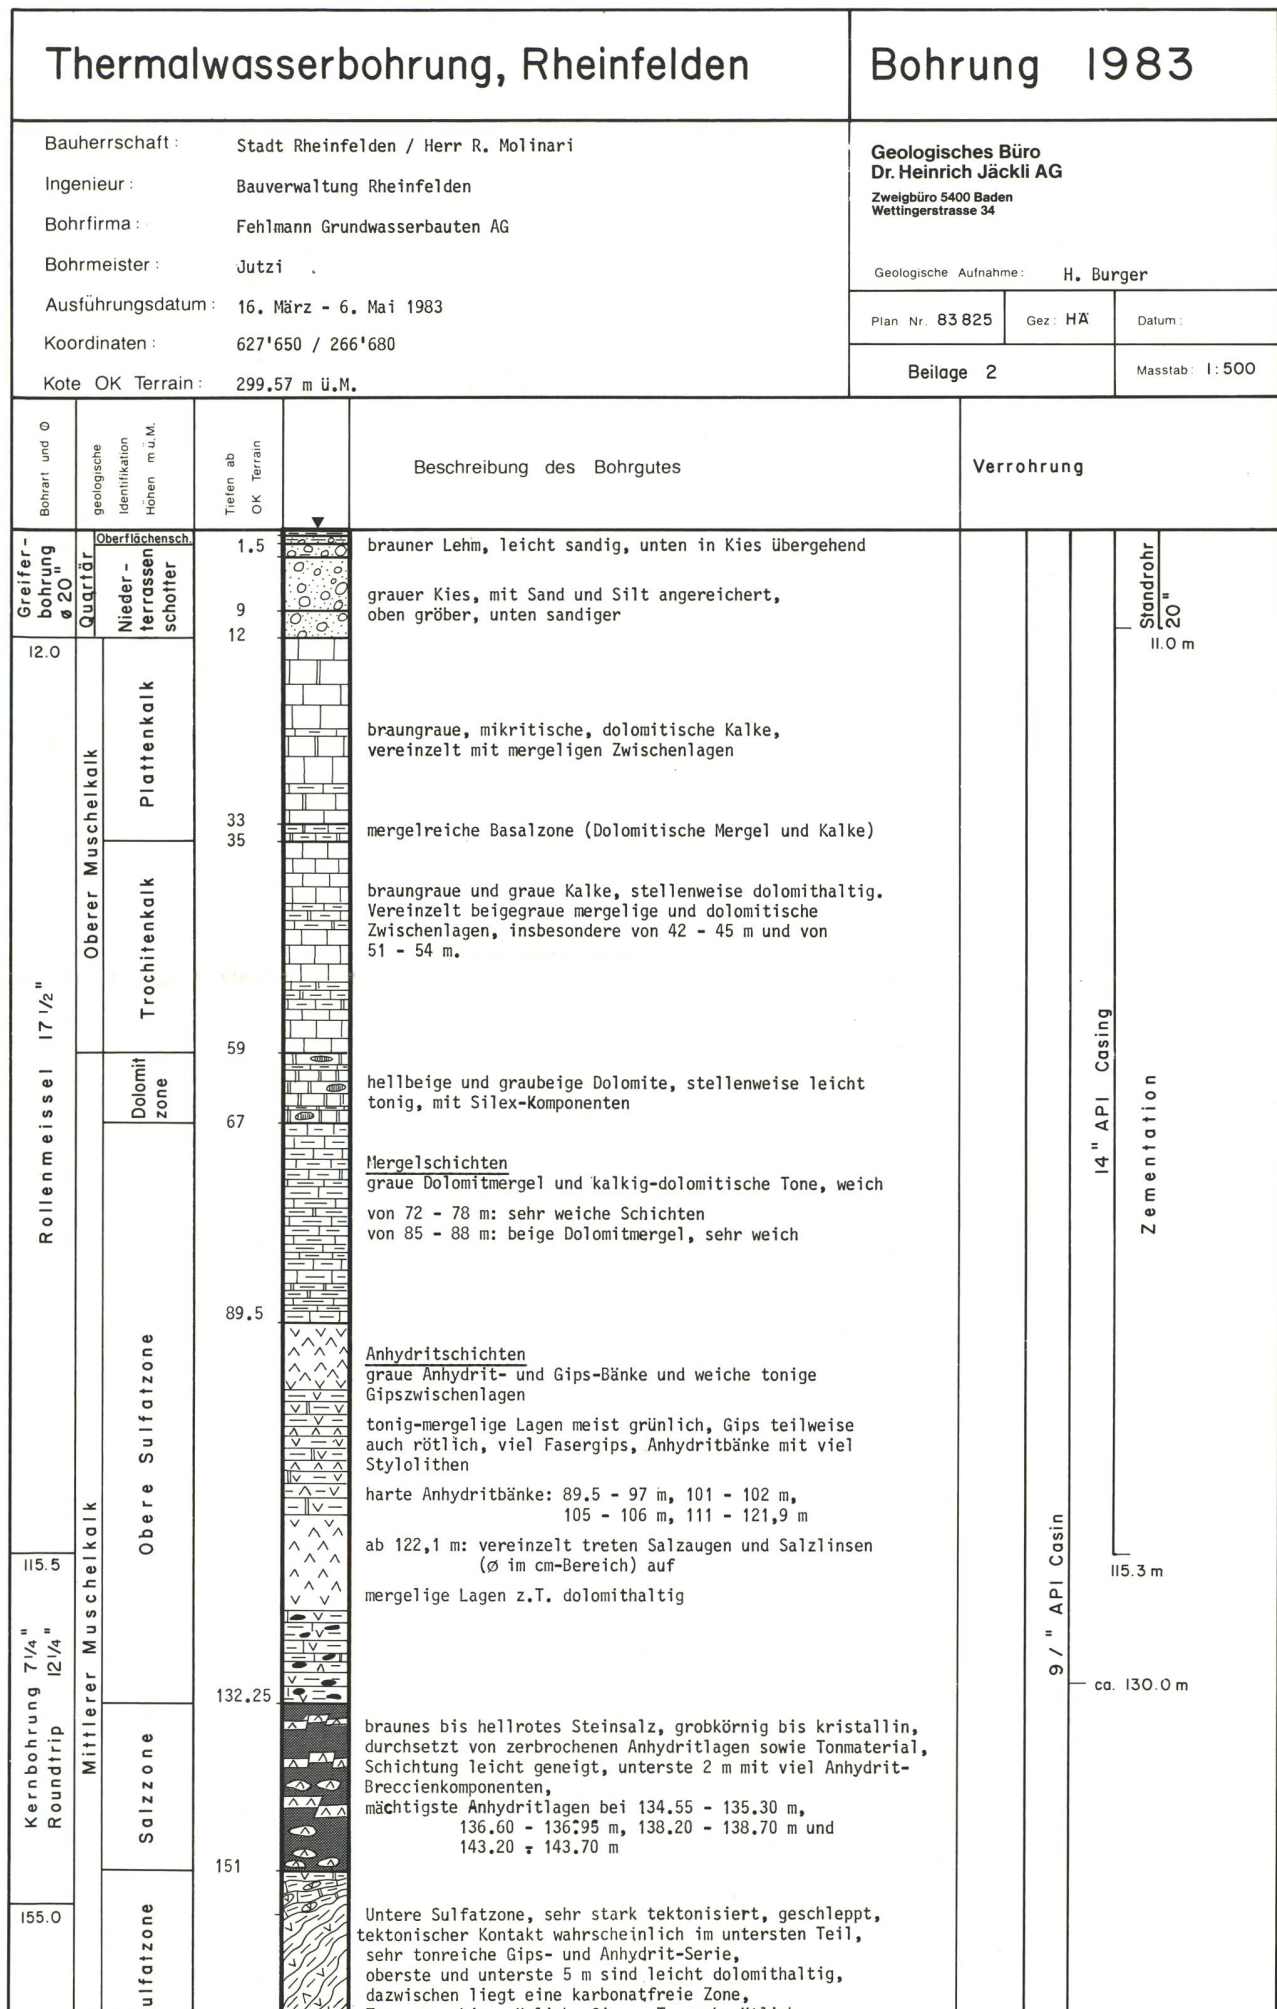 Thermalwasserbohrung, Rheinfelden
Bohrung 1983
Bauherrschaft: Stadt Rheinfelden / Herr R. Molinari
Ingenieur: Bauverwaltung Rheinfelden
Bohrfirma: Fehlmann Grundwasserbauten AG
Bohrmeister: Jutzi
Ausführungsdatum: 16. März - 6. Mai 1983
Koordinaten: 627'650 / 266'680
Kote OK Terrain: 299.57 m ü.M.
Geologisches Büro
Dr. Heinrich Jäckli AG
Zweigbüro 5400 Baden
Wettingerstrasse 34
Geologische Aufnahme: H. Burger
Plan Nr. 83 825
Gez: HÄ
Datum:
Beilage 2
Masstab: 1:500
Bohrart und Ø
geologische
Identifikation
Höhen m ü.M.
Tiefen ab
OK Terrain
Beschreibung des Bohrgutes
Verrohrung
Greifer-
bohrung
ø 20"
12.0
Rollenmeissel 17 1/2"
115.5
Kernbohrung 7 1/4"
Roundtrip 12 1/4"
155.0
Quartär
Oberflächensch.
Nieder-
terrassen
schotter
Oberer Muschelkalk
Plattenkalk
Trochitenkalk
Mittlerer Muschelkalk
Dolomit
zone
Obere Sulfatzone
Salzzone
ulfatzone
1.5
9
12
33
35
59
67
89.5
132.25
151
brauner Lehm, leicht sandig, unten in Kies übergehend
grauer Kies, mit Sand und Silt angereichert,
oben gröber, unten sandiger
braungraue, mikritische, dolomitische Kalke,
vereinzelt mit mergeligen Zwischenlagen
mergelreiche Basalzone (Dolomitische Mergel und Kalke)
braungraue und graue Kalke, stellenweise dolomithaltig.
Vereinzelt beigegraue mergelige und dolomitische
Zwischenlagen, insbesondere von 42 - 45 m und von
51 - 54 m.
hellbeige und graubeige Dolomite, stellenweise leicht
tonig, mit Silex-Komponenten
Mergelschichten
graue Dolomitmergel und kalkig-dolomitische Tone, weich
von 72 - 78 m: sehr weiche Schichten
von 85 - 88 m: beige Dolomitmergel, sehr weich
Anhydritschichten
graue Anhydrit- und Gips-Bänke und weiche tonige
Gipszwischenlagen
tonig-mergelige Lagen meist grünlich, Gips teilweise
auch rötlich, viel Fasergips, Anhydritbänke mit viel
Stylolithen
harte Anhydritbänke: 89.5 - 97 m, 101 - 102 m,
105 - 106 m, 111 - 121,9 m
ab 122,1 m: vereinzelt treten Salzaugen und Salzlinsen
(ø im cm-Bereich) auf
mergelige Lagen z.T. dolomithaltig
braunes bis hellrotes Steinsalz, grobkörnig bis kristallin,
durchsetzt von zerbrochenen Anhydritlagen sowie Tonmaterial,
Schichtung leicht geneigt, unterste 2 m mit viel Anhydrit-
Breccienkomponenten,
mächtigste Anhydritlagen bei 134.55 - 135.30 m,
136.60 - 136.95 m, 138.20 - 138.70 m und
143.20 - 143.70 m
Untere Sulfatzone, sehr stark tektonisiert, geschleppt,
tektonischer Kontakt wahrscheinlich im untersten Teil,
sehr tonreiche Gips- und Anhydrit-Serie,
oberste und unterste 5 m sind leicht dolomithaltig,
dazwischen liegt eine karbonatfreie Zone,
Standrohr
20"
11.0 m
14" API Casing
Zementation
115.3 m
9 / " API Casin
ca. 130.0 m